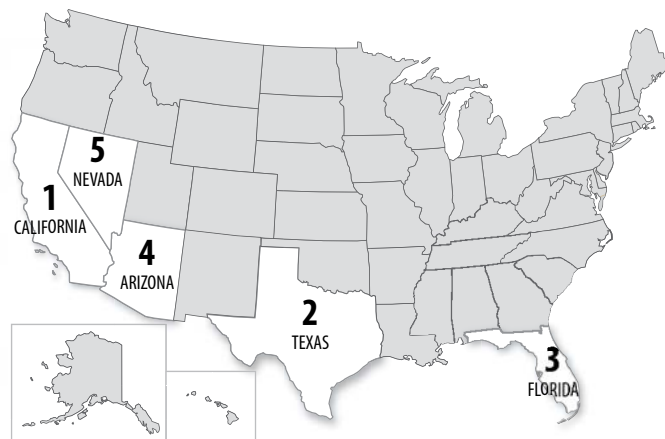 1
CALIFORNIA
2
TEXAS
3
FLORIDA
4
ARIZONA
5
NEVADA